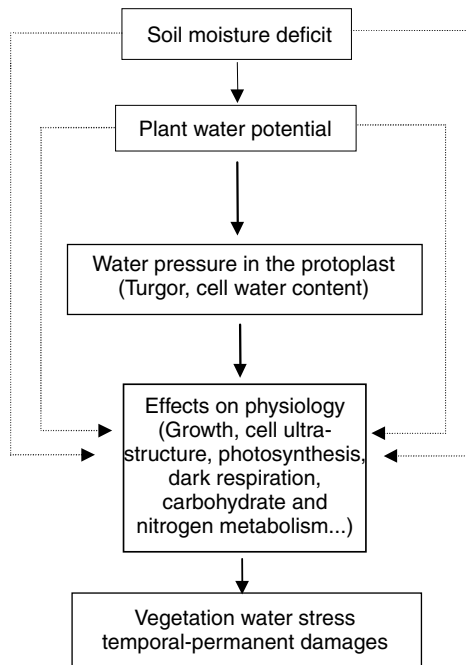 Soil moisture deficit
Plant water potential
Water pressure in the protoplast
(Turgor, cell water content)
Effects on physiology
(Growth, cell ultra-
structure, photosynthesis,
dark respiration,
carbohydrate and
nitrogen metabolism...)
Vegetation water stress
temporal-permanent damages